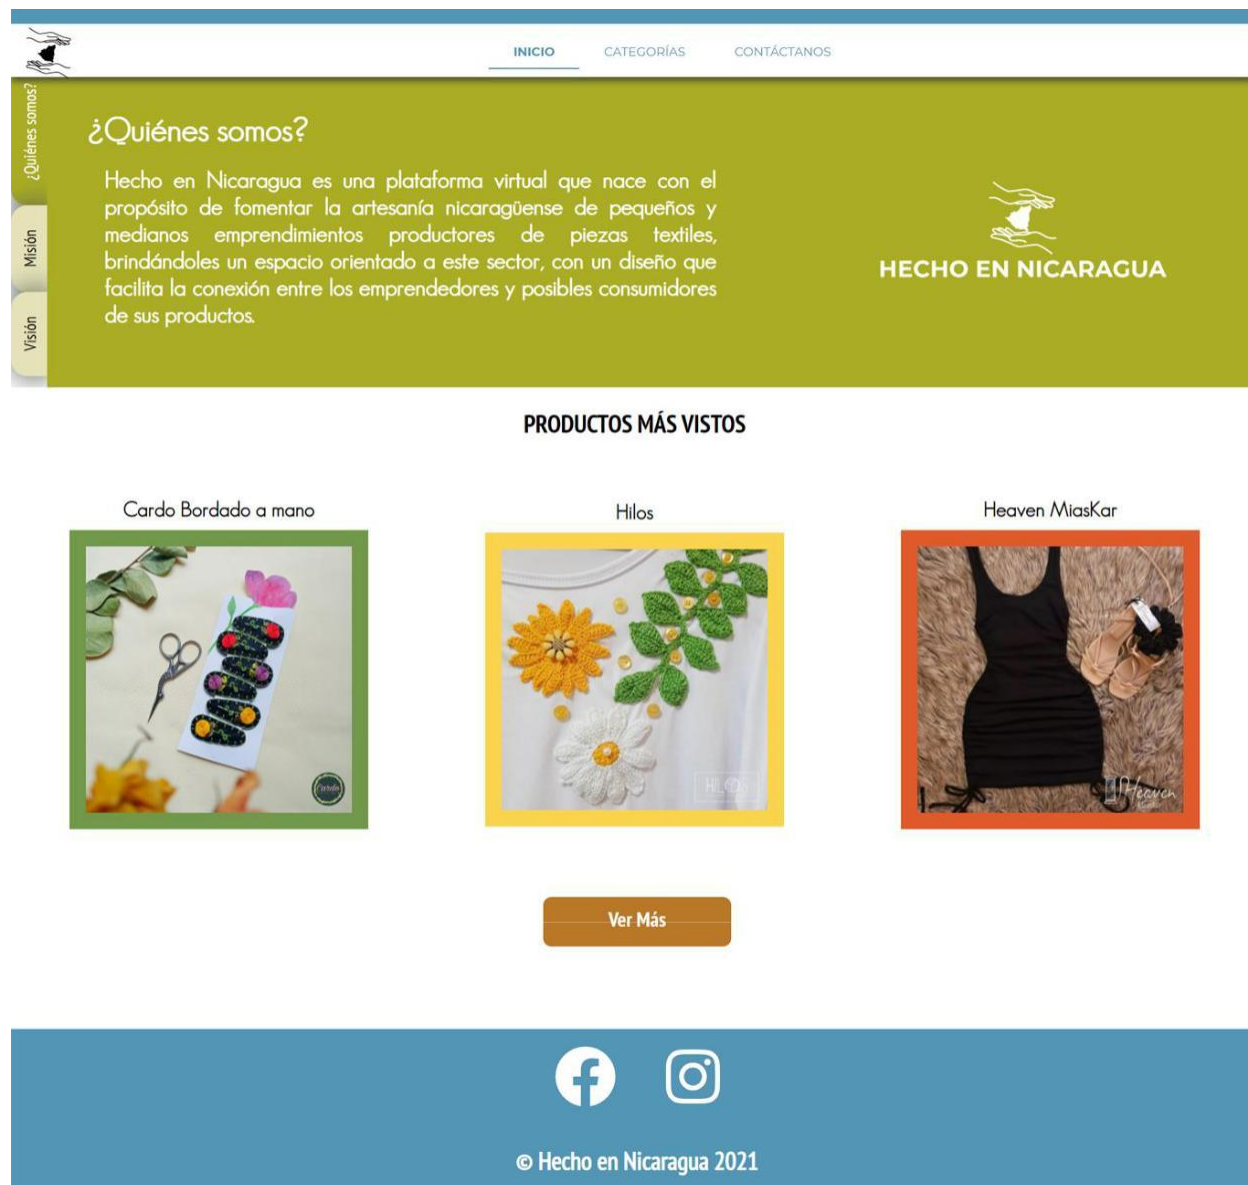 INICIO
CATEGORÍAS
CONTÁCTANOS
¿Quiénes somos?
Misión
Visión
¿Quiénes somos?
Hecho en Nicaragua es una plataforma virtual que nace con el
propósito de fomentar la artesanía nicaragüense de pequeños y
medianos emprendimientos productores de piezas textiles,
brindándoles un espacio orientado a este sector, con un diseño que
facilita la conexión entre los emprendedores y posibles consumidores
de sus productos.
HECHO EN NICARAGUA
PRODUCTOS MÁS VISTOS
Cardo Bordado a mano
Cardo
Hilos
HILOS
Heaven MiasKar
Heaven
Ver Más
© Hecho en Nicaragua 2021